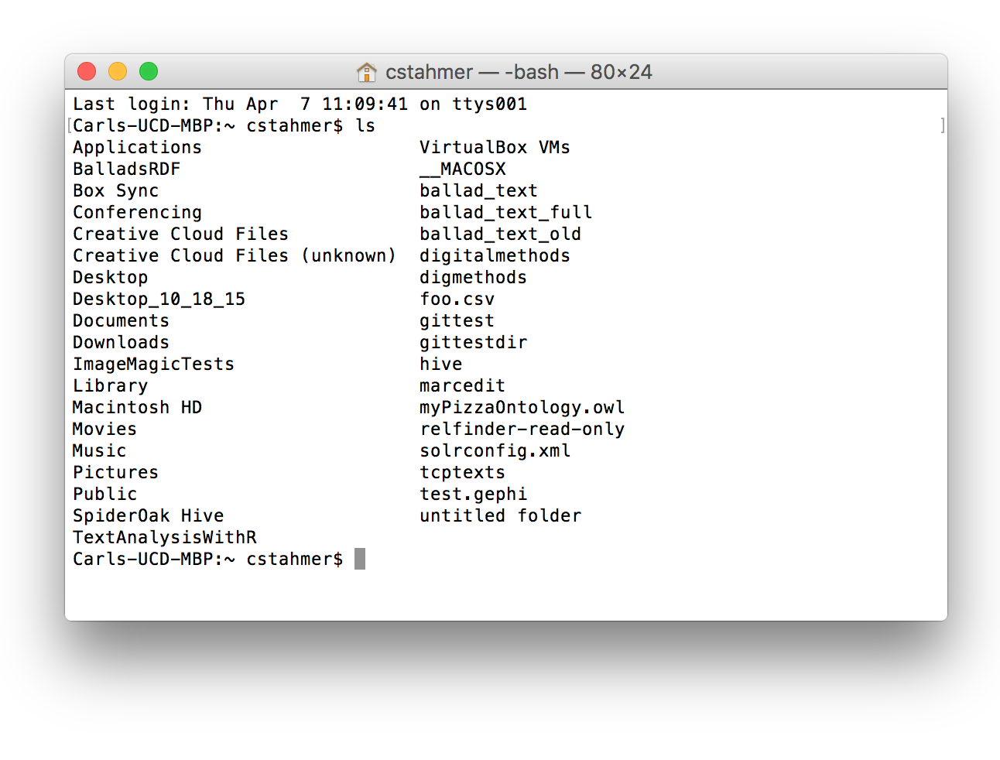 cstahmer — -bash — 80×24
Last login: Thu Apr  7 11:09:41 on ttys001
[Carls-UCD-MBP:~ cstahmer$ ls ]
Applications                    VirtualBox VMs
BalladsRDF                      __MACOSX
Box Sync                        ballad_text
Conferencing                    ballad_text_full
Creative Cloud Files            ballad_text_old
Creative Cloud Files (unknown)  digitalmethods
Desktop                         digmethods
Desktop_10_18_15                foo.csv
Documents                       gittest
Downloads                       gittestdir
ImageMagicTests                 hive
Library                         marcedit
Macintosh HD                    myPizzaOntology.owl
Movies                          relfinder-read-only
Music                           solrconfig.xml
Pictures                        tcptexts
Public                          test.gephi
SpiderOak Hive                  untitled folder
TextAnalysisWithR
Carls-UCD-MBP:~ cstahmer$